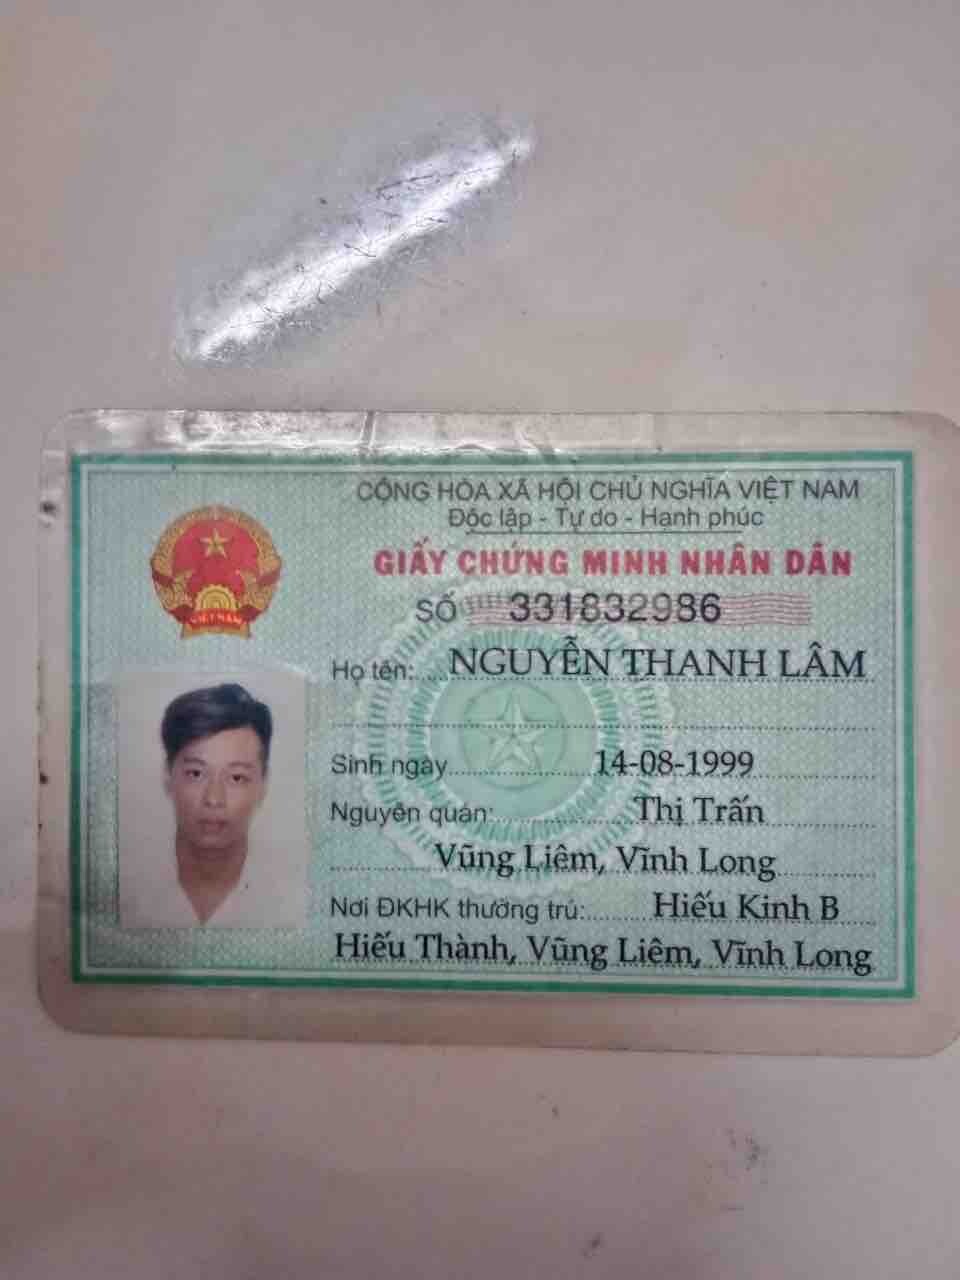 CỘNG HÒA XÃ HỘI CHỦ NGHĨA VIỆT NAM
Độc lập - Tự do - Hạnh phúc
GIẤY CHỨNG MINH NHÂN DÂN
SỐ 331832986
Họ tên: NGUYỄN THANH LÂM
Sinh ngày 14-08-1999
Nguyên quán: Thị Trấn
Vũng Liêm, Vĩnh Long
Nơi ĐKHK thường trú: Hiếu Kinh B
Hiếu Thành, Vũng Liêm, Vĩnh Long
VIỆT NAM